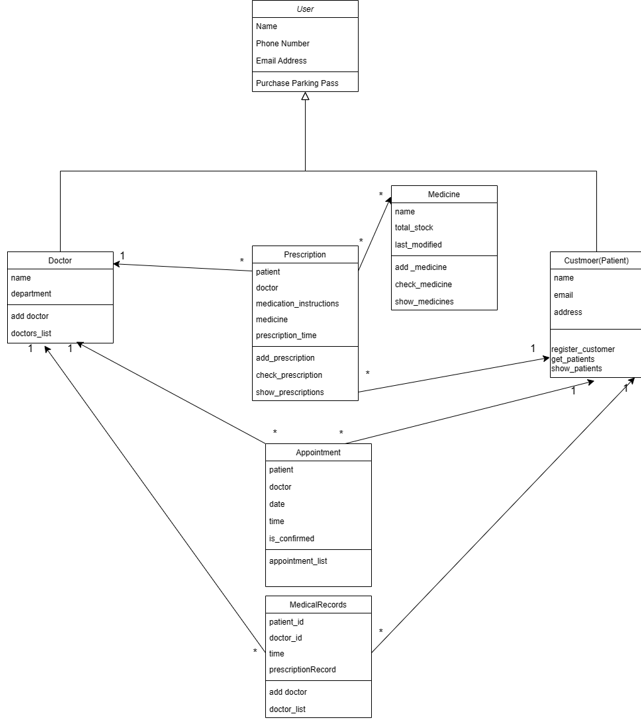 User
Name
Phone Number
Email Address
Purchase Parking Pass
*
Medicine
name
total_stock
last_modified
add _medicine
check_medicine
show_medicines
*
Doctor
name
department
add doctor
doctors_list
1
*
Prescription
patient
doctor
medication_instructions
medicine
prescription_time
add_prescription
check_prescription
show_prescriptions
Custmoer(Patient)
name
email
address
register_customer
get_patients
show_patients
1
*
1
1
1
1
*
*
Appointment
patient
doctor
date
time
is_confirmed
appointment_list
MedicalRecords
patient_id
doctor_id
time
prescriptionRecord
add doctor
doctor_list
*
*